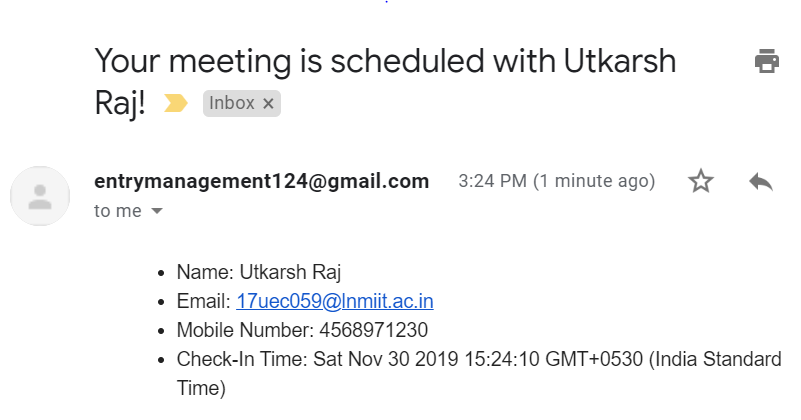 Your meeting is scheduled with Utkarsh
Raj! Inbox ×
entrymanagement124@gmail.com 3:24 PM (1 minute ago)
to me
• Name: Utkarsh Raj
• Email: 17uec059@lnmiit.ac.in
• Mobile Number: 4568971230
• Check-In Time: Sat Nov 30 2019 15:24:10 GMT+0530 (India Standard
Time)